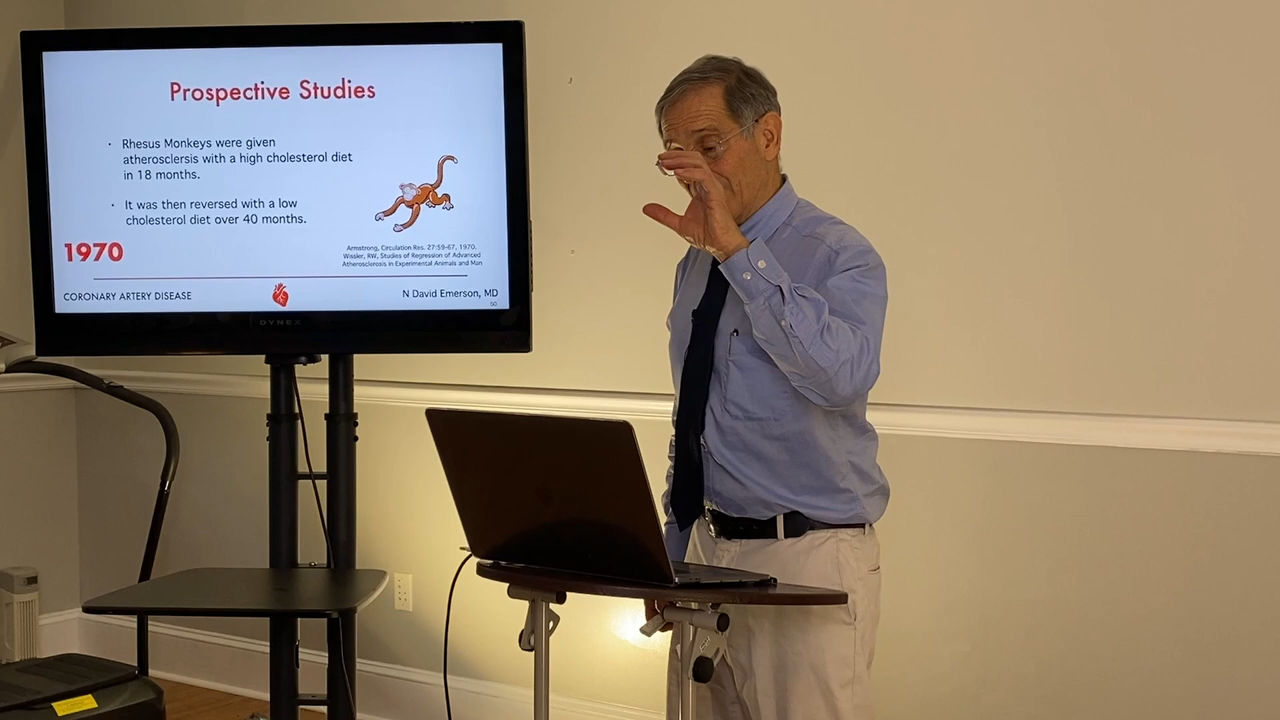 Prospective Studies
· Rhesus Monkeys were given
atherosclersis with a high cholesterol diet
in 18 months.
· It was then reversed with a low
cholesterol diet over 40 months.
1970
Armstrong, Circulation Res. 27:59-67, 1970.
Wissler, RW, Studies of Regression of Advanced
Atherosclerosis in Experimental Animals and Man
CORONARY ARTERY DISEASE
N David Emerson, MD
50
DYNEX